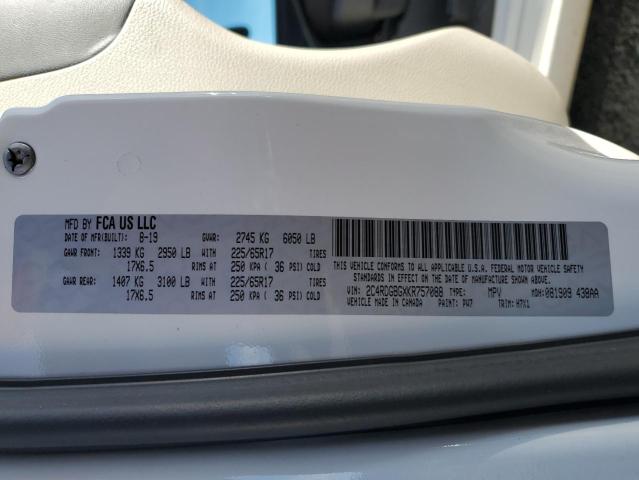 MFD BY FCA US LLC
DATE OF MFR(BUILT): 8-19 GVWR: 2745 KG 6050 LB
GAWR FRONT: 1339 KG 2950 LB WITH 225/65R17 TIRES
17X6.5 RIMS AT 250 KPA ( 36 PSI) COLD
GAWR REAR: 1407 KG 3100 LB WITH 225/65R17 TIRES
17X6.5 RIMS AT 250 KPA ( 36 PSI) COLD
THIS VEHICLE CONFORMS TO ALL APPLICABLE U.S.A. FEDERAL MOTOR VEHICLE SAFETY
STANDARDS IN EFFECT ON THE DATE OF MANUFACTURE SHOWN ABOVE.
VIN: 2C4RDGBGXKR757088 TYPE: MPV MDH: 081909 438AA
VEHICLE MADE IN CANADA PAINT: PW7 TRIM: H7X1